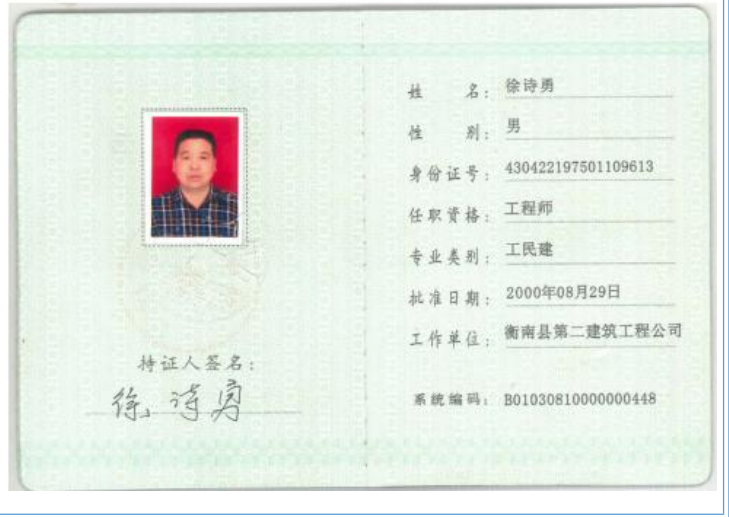 持证人签名:
徐诗勇
姓名: 徐诗勇
性别: 男
身份证号: 430422197501109613
任职资格: 工程师
专业类别: 工民建
批准日期: 2000年08月29日
工作单位: 衡南县第二建筑工程公司
系统编码: B01030810000000448